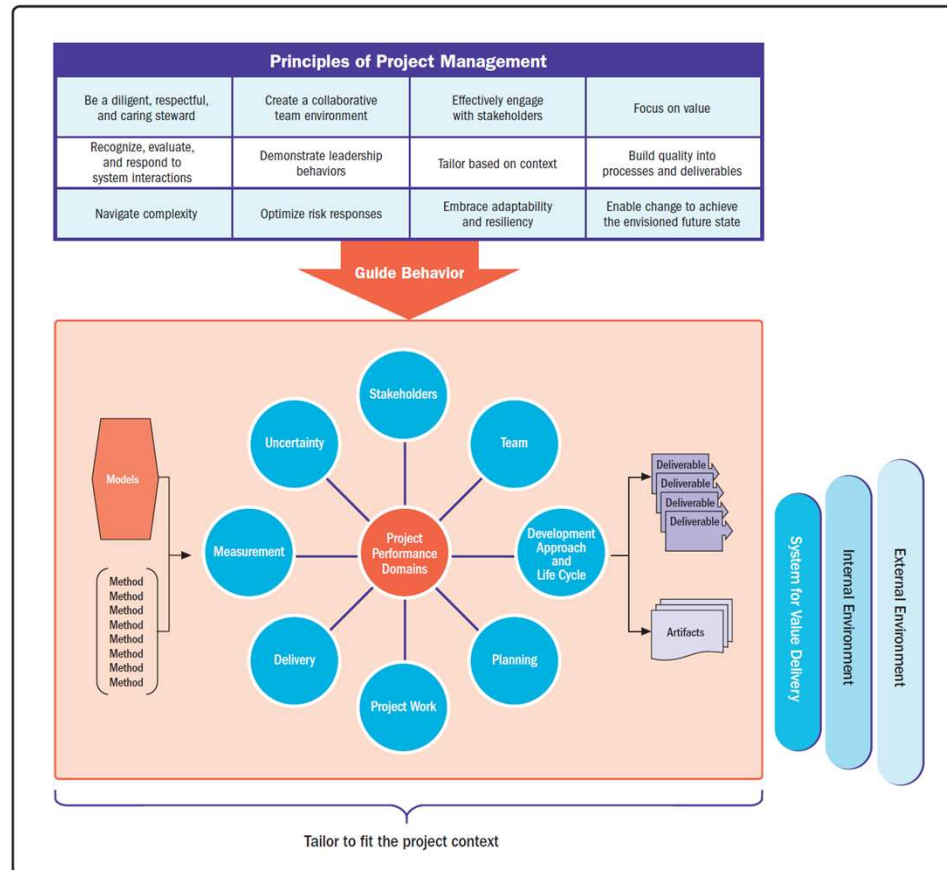 Principles of Project Management
Be a diligent, respectful,
and caring steward
Create a collaborative
team environment
Effectively engage
with stakeholders
Focus on value
Recognize, evaluate,
and respond to
system interactions
Demonstrate leadership
behaviors
Tailor based on context
Build quality into
processes and deliverables
Navigate complexity
Optimize risk responses
Embrace adaptability
and resiliency
Enable change to achieve
the envisioned future state
Guide Behavior
Stakeholders
Uncertainty
Team
Models
Deliverable
Deliverable
Deliverable
Deliverable
Measurement
Project
Performance
Domains
Development
Approach
and
Life Cycle
Method
Method
Method
Method
Method
Method
Method
Method
Delivery
Planning
Artifacts
Project Work
System for Value Delivery
Internal Environment
External Environment
Tailor to fit the project context